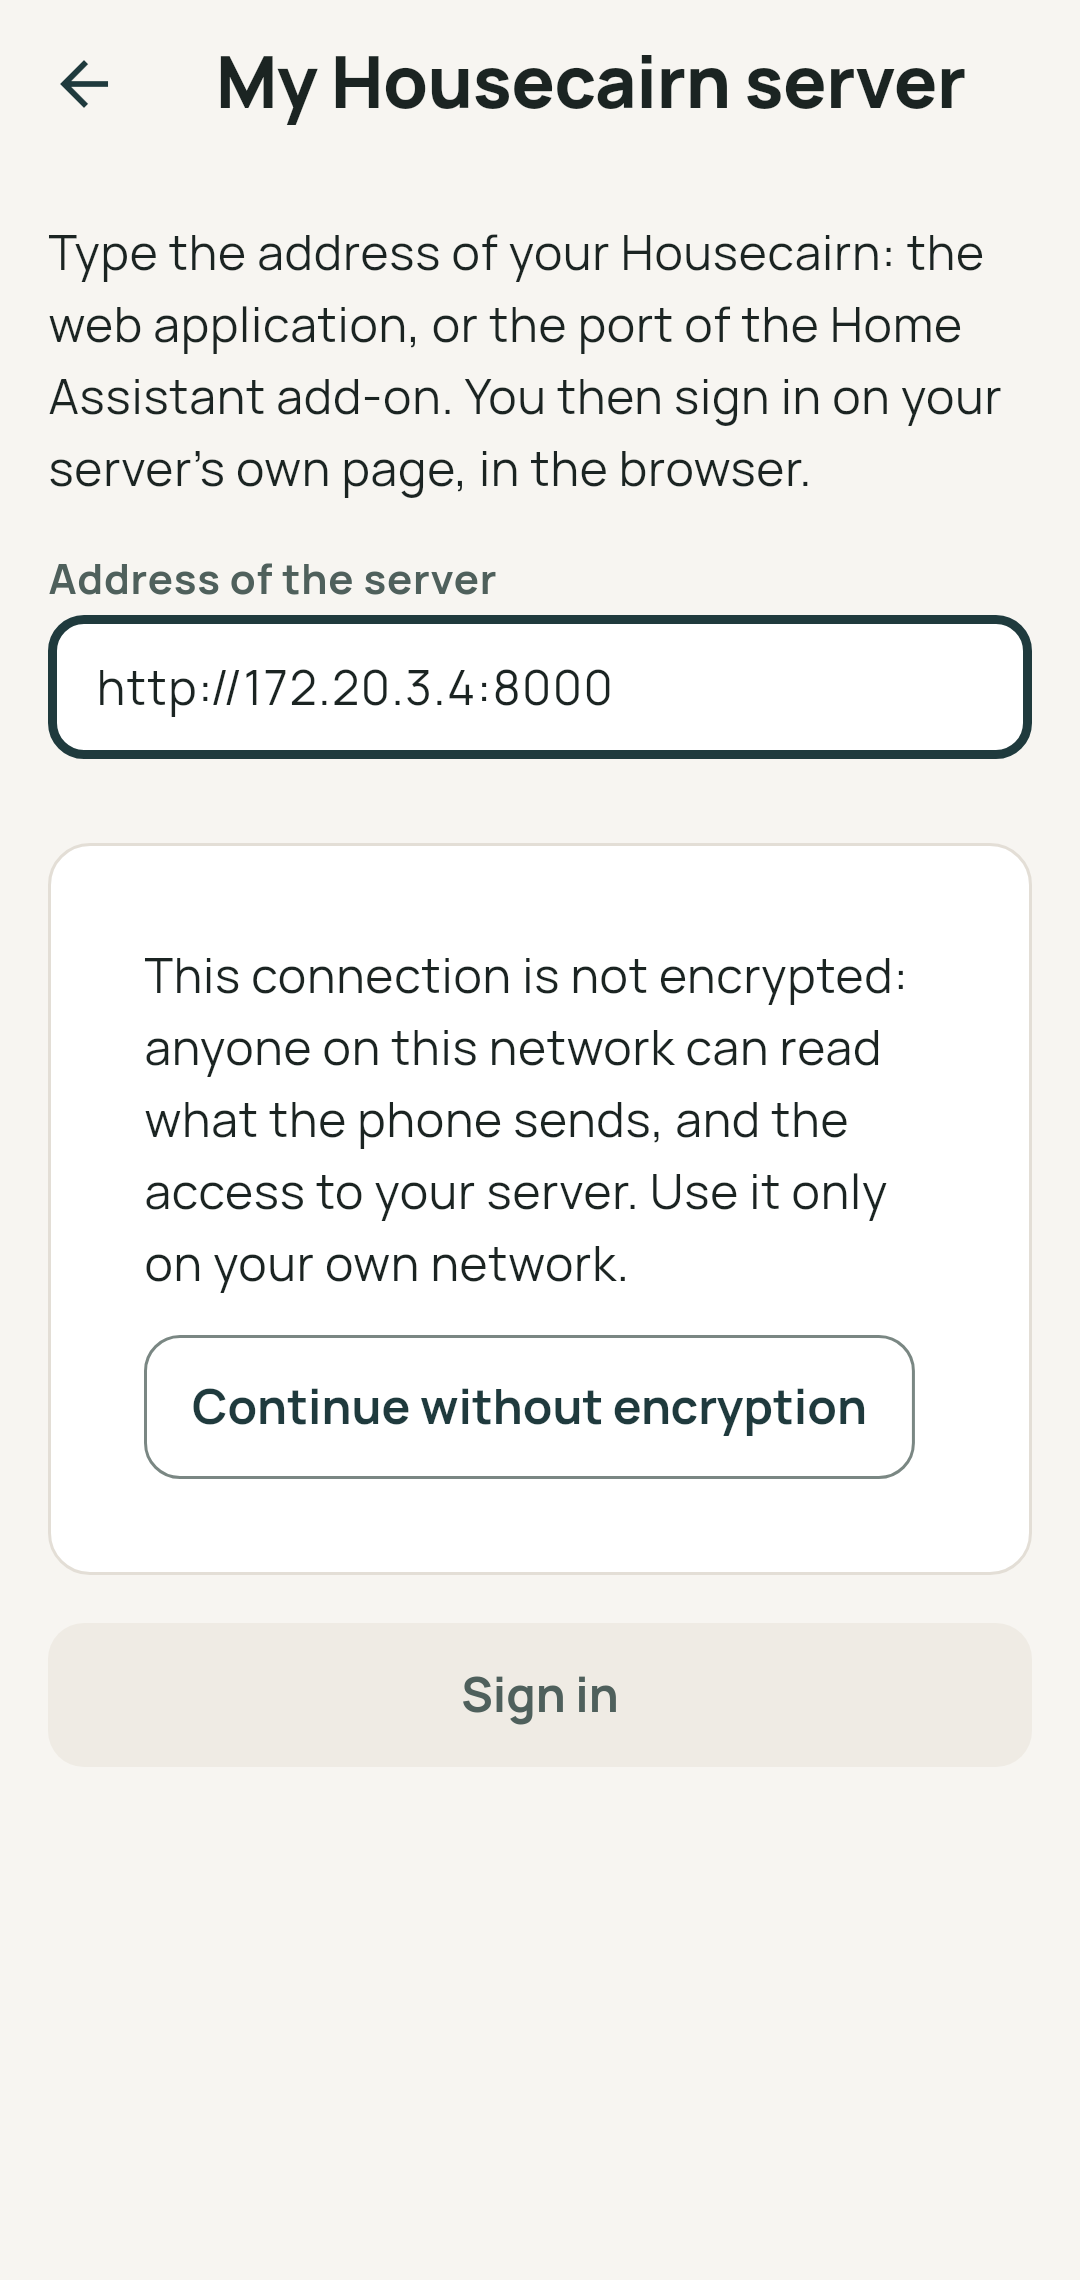 My Housecairn server
Type the address of your Housecairn: the
web application, or the port of the Home
Assistant add-on. You then sign in on your
server’s own page, in the browser.
Address of the server
http://172.20.3.4:8000
This connection is not encrypted:
anyone on this network can read
what the phone sends, and the
access to your server. Use it only
on your own network.
Continue without encryption
Sign in